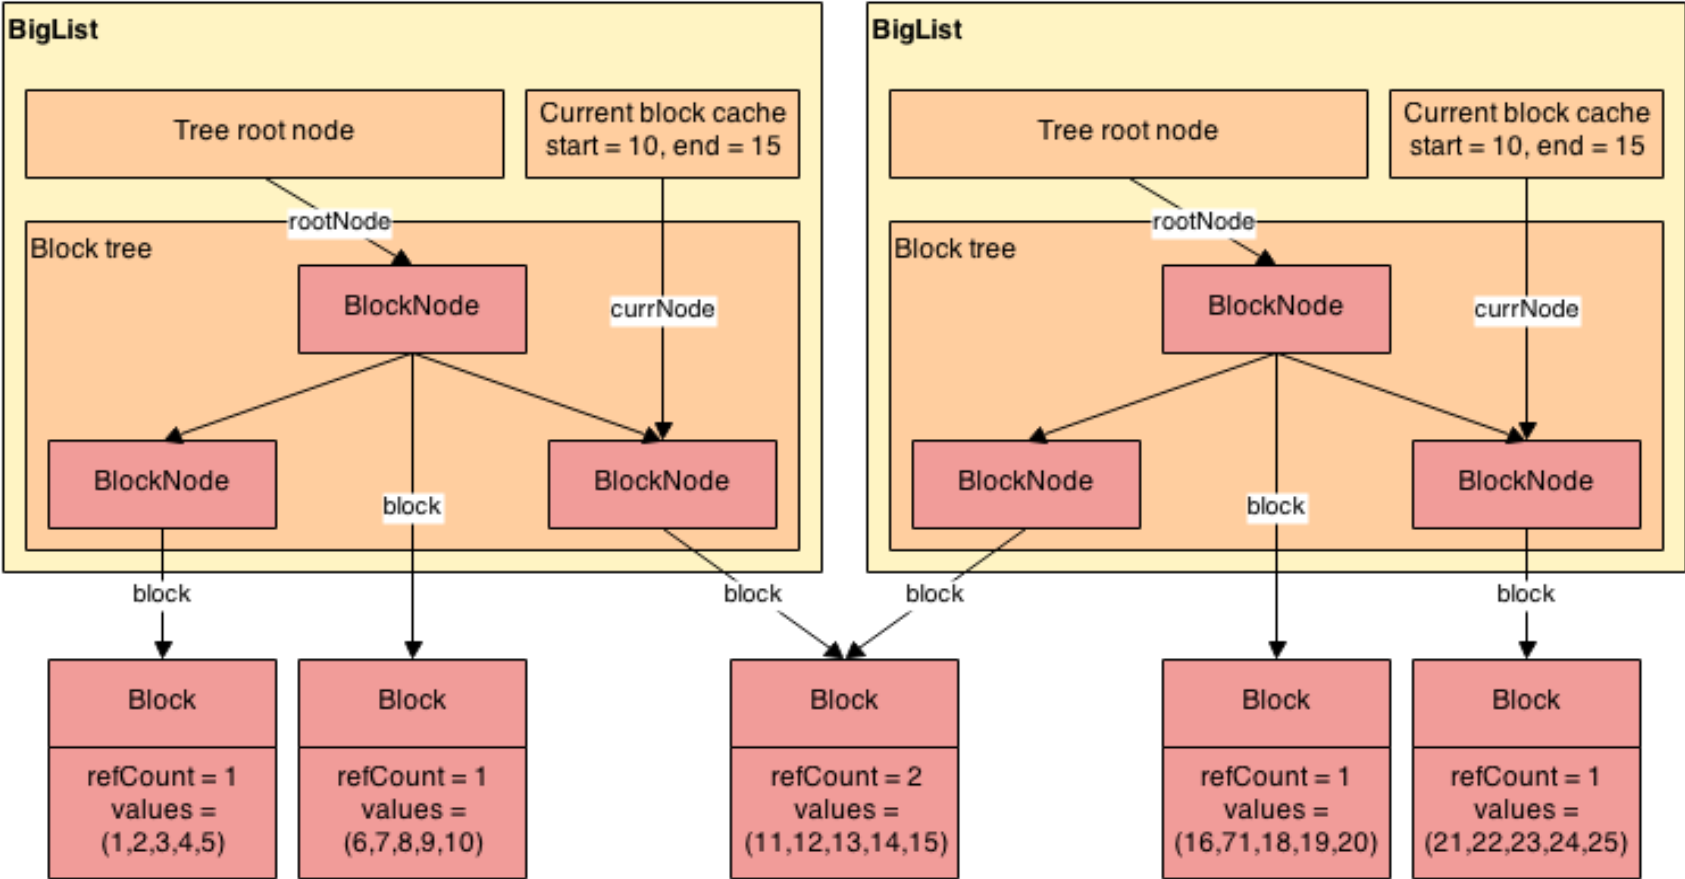 BigList
Tree root node
Current block cache
start = 10, end = 15
rootNode
Block tree
BlockNode
currNode
BlockNode
BlockNode
block
block
block
BigList
Tree root node
Current block cache
start = 10, end = 15
rootNode
Block tree
BlockNode
currNode
BlockNode
BlockNode
block
block
block
Block
refCount = 1
values =
(1,2,3,4,5)
Block
refCount = 1
values =
(6,7,8,9,10)
Block
refCount = 2
values =
(11,12,13,14,15)
Block
refCount = 1
values =
(16,71,18,19,20)
Block
refCount = 1
values =
(21,22,23,24,25)